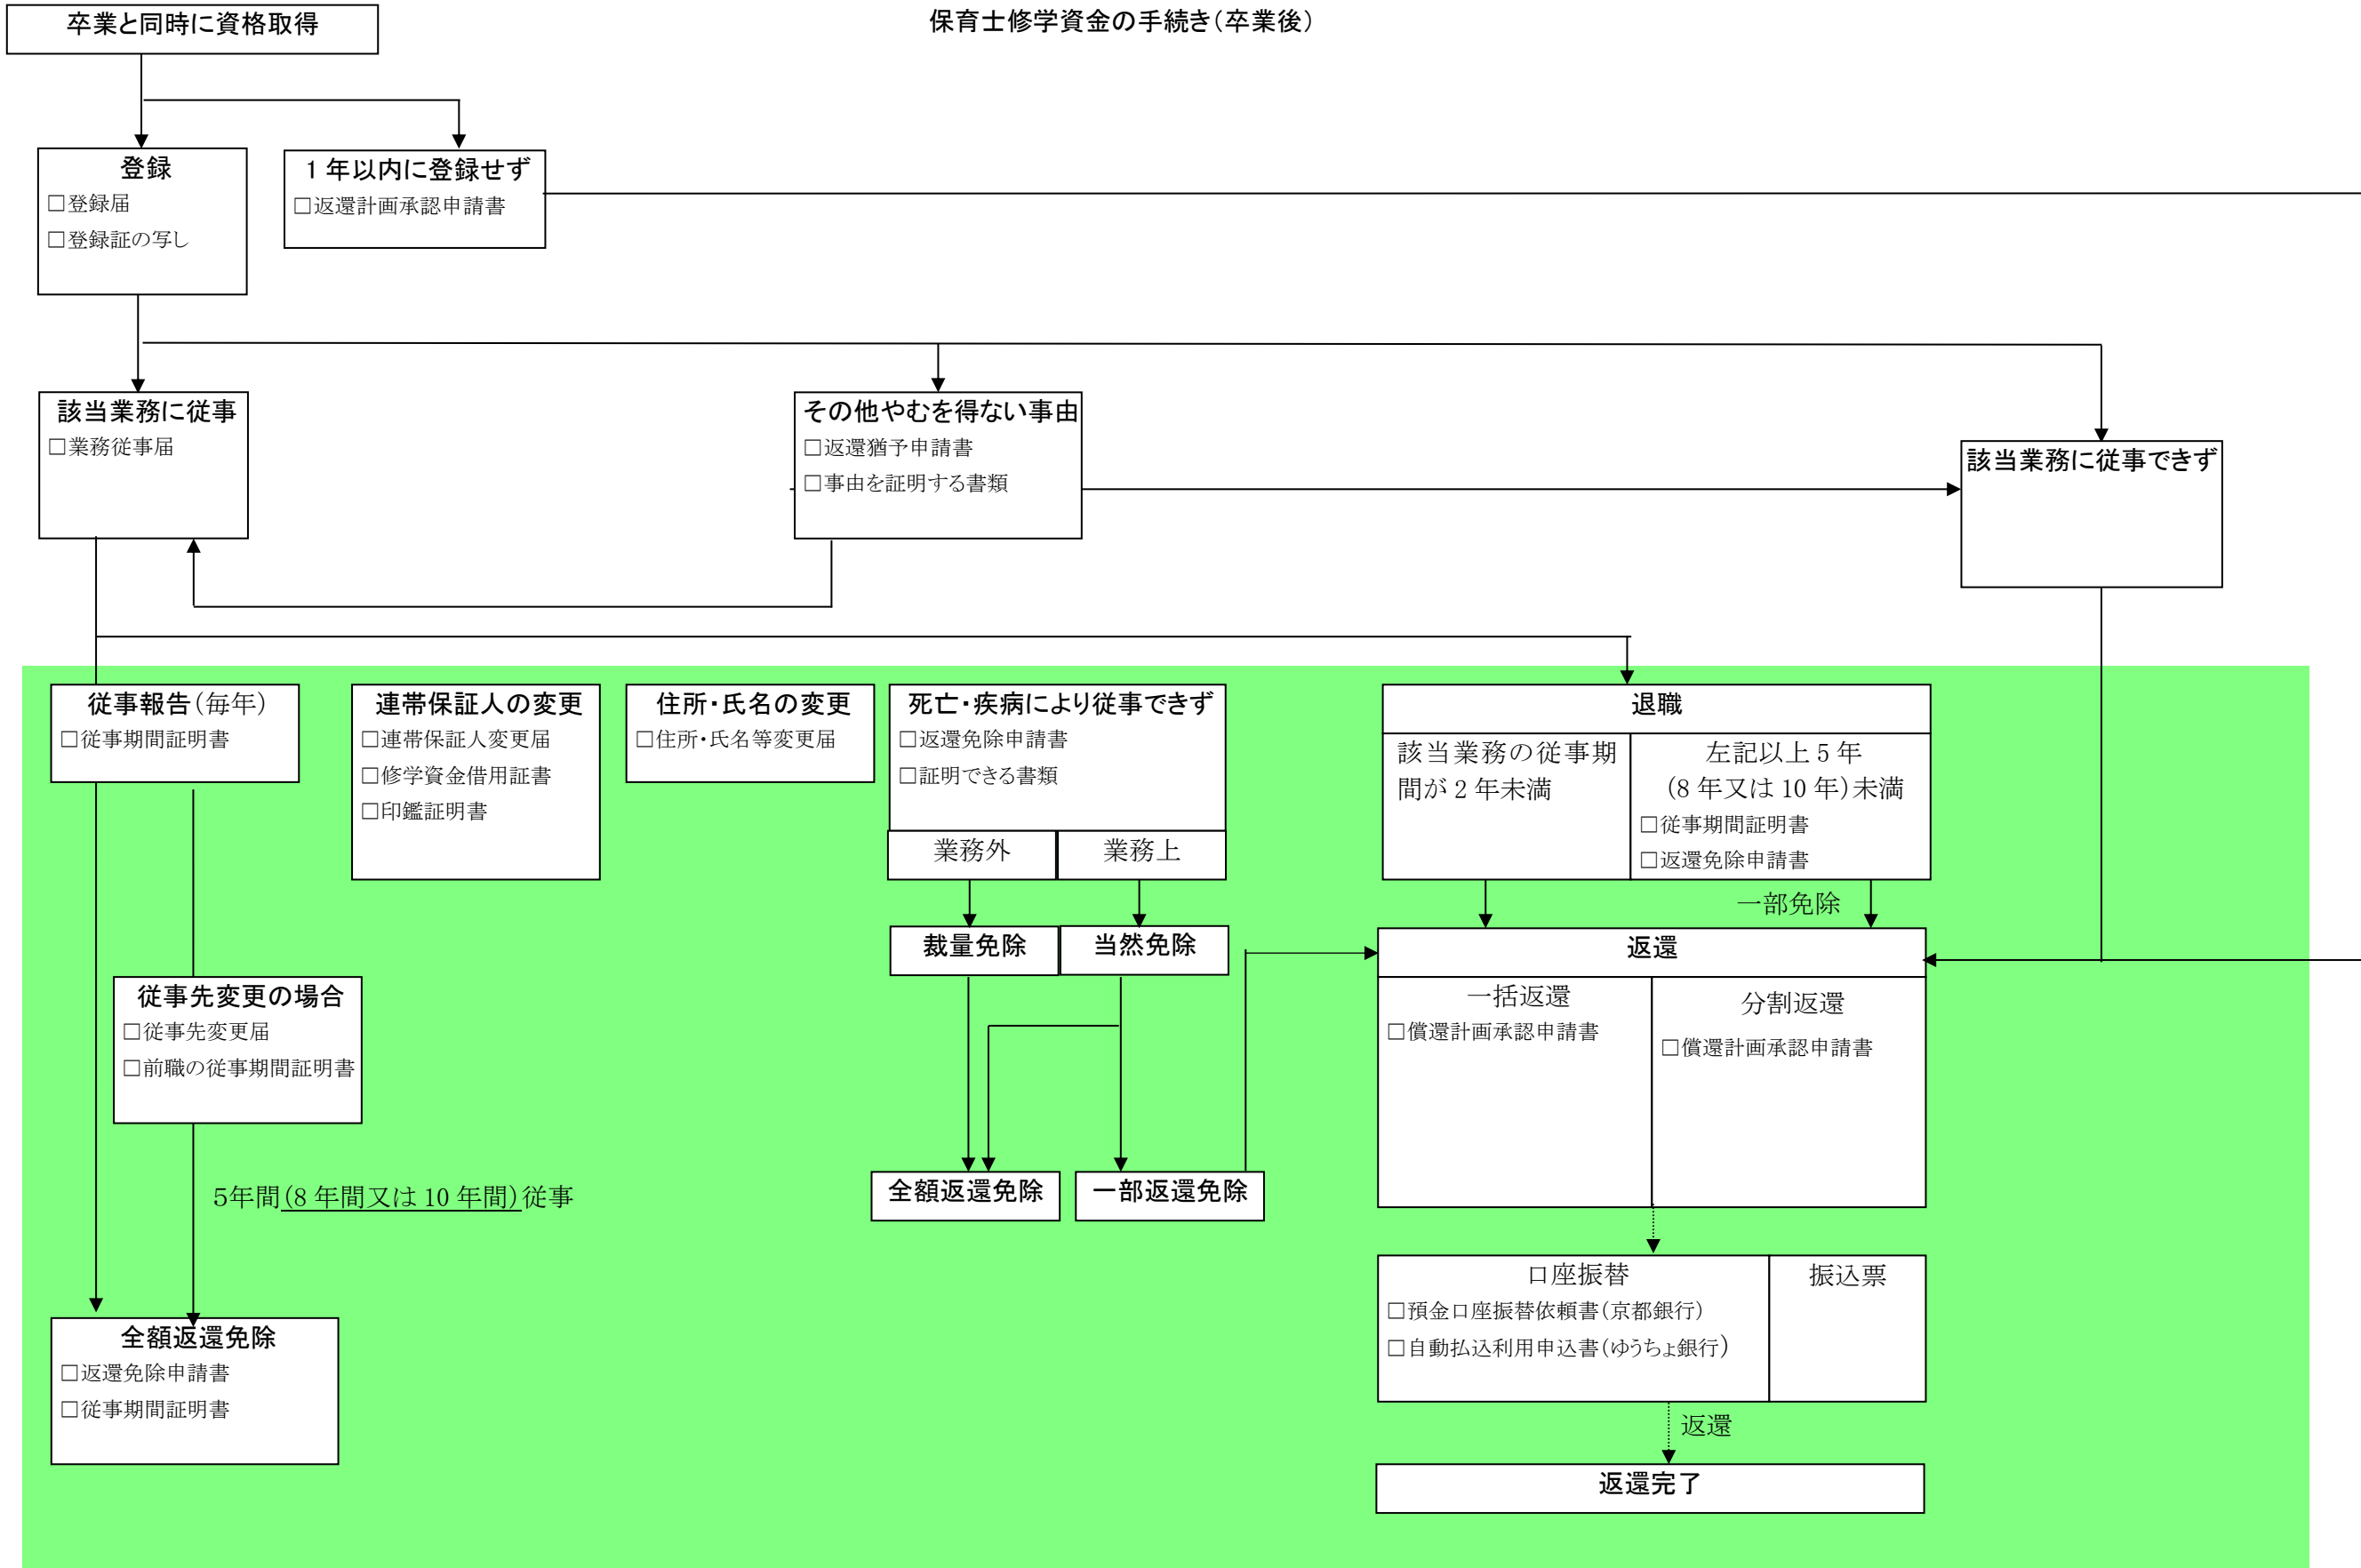 保育士修学資金の手続き（卒業後）
卒業と同時に資格取得
登録
□登録届
□登録証の写し
1年以内に登録せず
□返還計画承認申請書
該当業務に従事
□業務従事届
その他やむを得ない事由
□返還猶予申請書
□事由を証明する書類
該当業務に従事できず
従事報告（毎年）
□従事期間証明書
連帯保証人の変更
□連帯保証人変更届
□修学資金借用証書
□印鑑証明書
住所・氏名の変更
□住所・氏名等変更届
死亡・疾病により従事できず
□返還免除申請書
□証明できる書類
業務外
業務上
退職
該当業務の従事期
間が2年未満
左記以上5年
（8年又は10年）未満
□従事期間証明書
□返還免除申請書
一部免除
裁量免除
当然免除
返還
一括返還
□償還計画承認申請書
分割返還
□償還計画承認申請書
従事先変更の場合
□従事先変更届
□前職の従事期間証明書
5年間(8年間又は10年間)従事
全額返還免除
一部返還免除
口座振替
□預金口座振替依頼書（京都銀行）
□自動払込利用申込書（ゆうちょ銀行）
振込票
全額返還免除
□返還免除申請書
□従事期間証明書
返還
返還完了